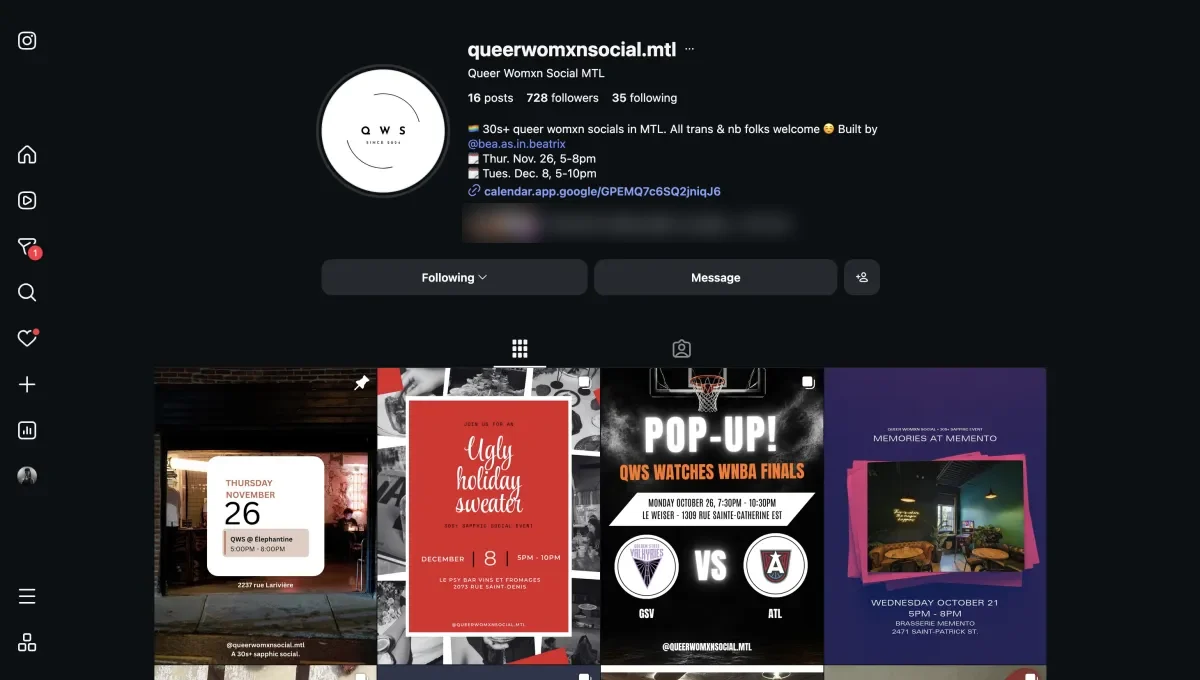 queerwomxnsocial.mtl ...
Queer Womxn Social MTL
16 posts 728 followers 35 following
30s+ queer womxn socials in MTL. All trans & nb folks welcome ☺️ Built by
@bea.as.in.beatrix
Thur. Nov. 26, 5-8pm
Tues. Dec. 8, 5-10pm
calendar.app.google/GPEMQ7c6SQ2jniqJ6
Following
Message
1
Q W S
SINCE 2024
THURSDAY
NOVEMBER
26
QWS @ Élephantine
5:00PM - 8:00PM
2237 rue Larivière
@queerwomxnsocial.mtl
A 30s+ sapphic social.
JOIN US FOR AN
Ugly
holiday
sweater
30s+ SAPPHIC SOCIAL EVENT
DECEMBER | 8 | 5PM - 10PM
LE PSY BAR VINS ET FROMAGES
2073 RUE SAINT-DENIS
@QUEERWOMXNSOCIAL.MTL
POP-UP!
QWS WATCHES WNBA FINALS
MONDAY OCTOBER 26, 7:30PM - 10:30PM
LE WEISER - 1309 RUE SAINTE-CATHERINE EST
VALKYRIES
VS
A
GSV
ATL
@QUEERWOMXNSOCIAL.MTL
QUEER WOMXN SOCIAL - 30s+ SAPPHIC EVENT
MEMORIES AT MEMENTO
WEDNESDAY OCTOBER 21
5PM - 8PM
BRASSERIE MEMENTO
2471 SAINT-PATRICK ST.